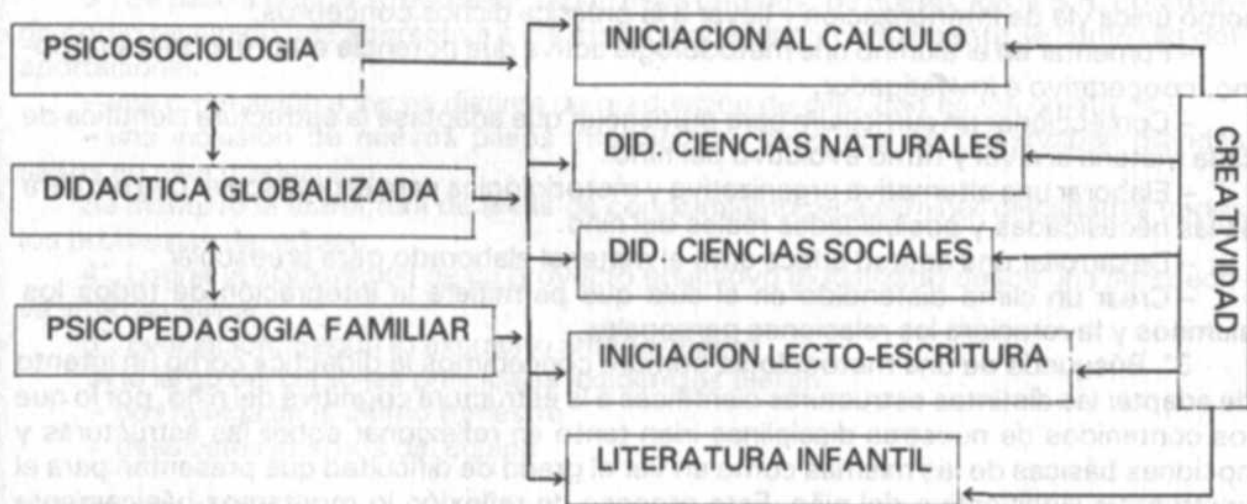 PSICOSOCIOLOGIA
DIDACTICA GLOBALIZADA
PSICOPEDAGOGIA FAMILIAR
INICIACION AL CALCULO
DID. CIENCIAS NATURALES
DID. CIENCIAS SOCIALES
INICIACION LECTO-ESCRITURA
LITERATURA INFANTIL
CREATIVIDAD